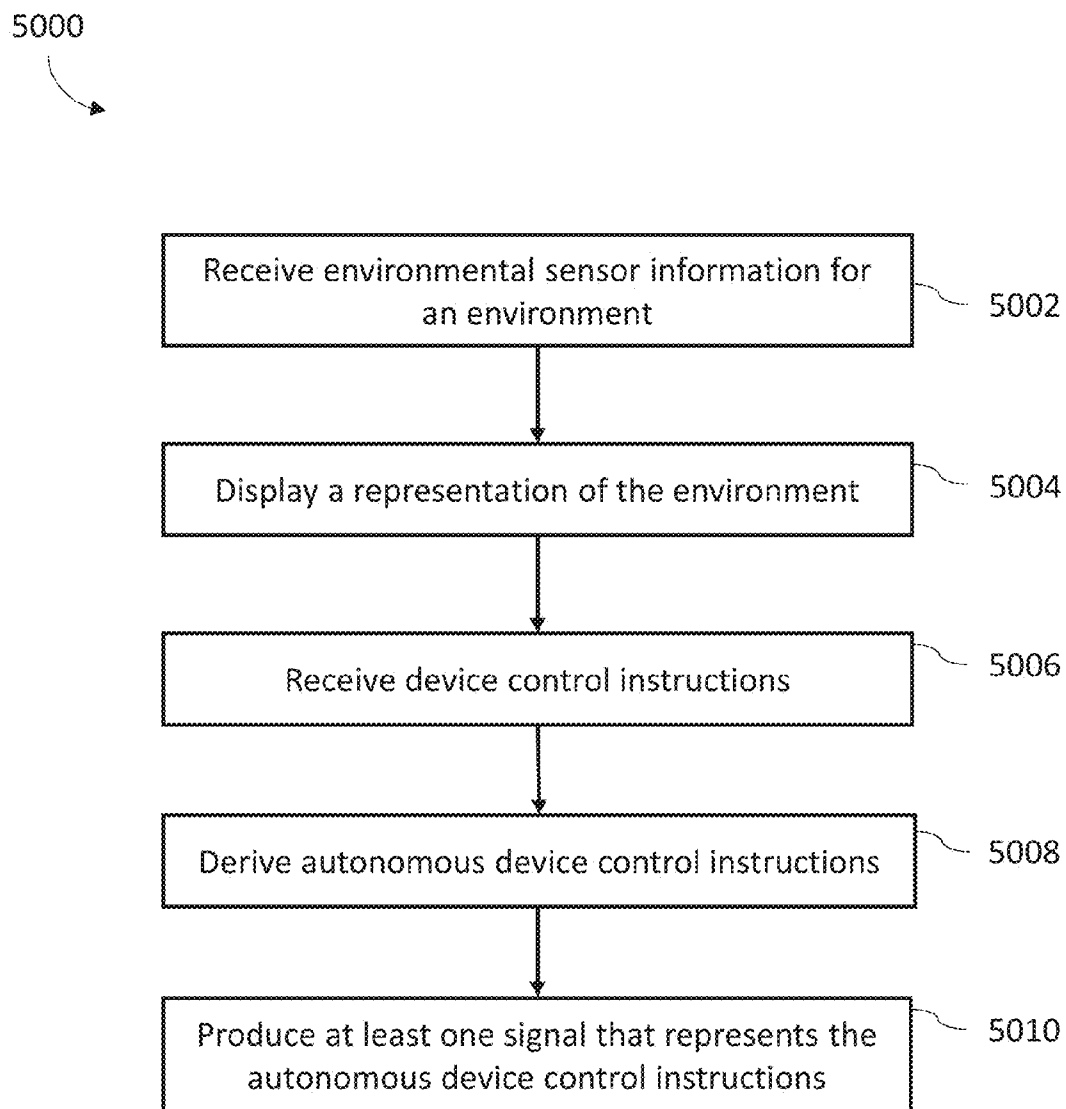 5000
Receive environmental sensor information for
an environment
5002
Display a representation of the environment
5004
Receive device control instructions
5006
Derive autonomous device control instructions
5008
Produce at least one signal that represents the
autonomous device control instructions
5010